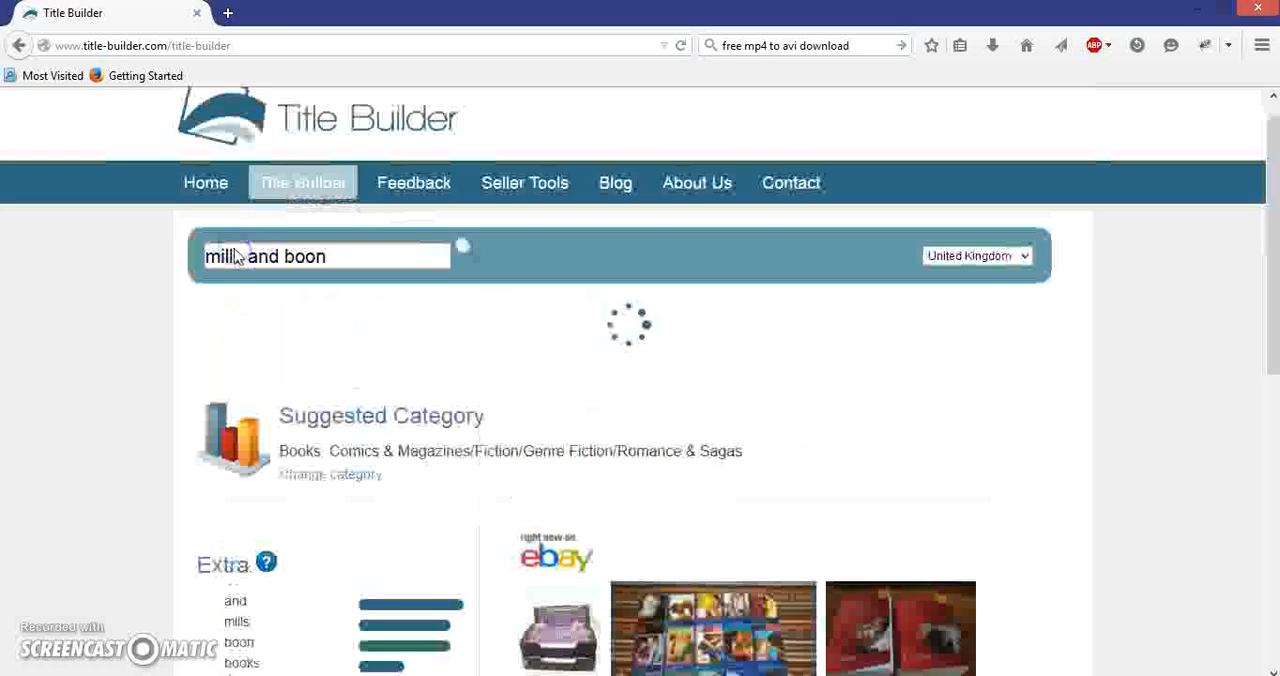 Title Builder
www.title-builder.com/title-builder
free mp4 to avi download
ABP
Most Visited
Getting Started
Title Builder
Home
Title Builder
Feedback
Seller Tools
Blog
About Us
Contact
mills and boon
United Kingdom
Suggested Category
Books, Comics & Magazines/Fiction/Genre Fiction/Romance & Sagas
Change category
Extra
?
right now on
ebay
and
mills
boon
books
Recorded with
SCREENCAST-O-MATIC